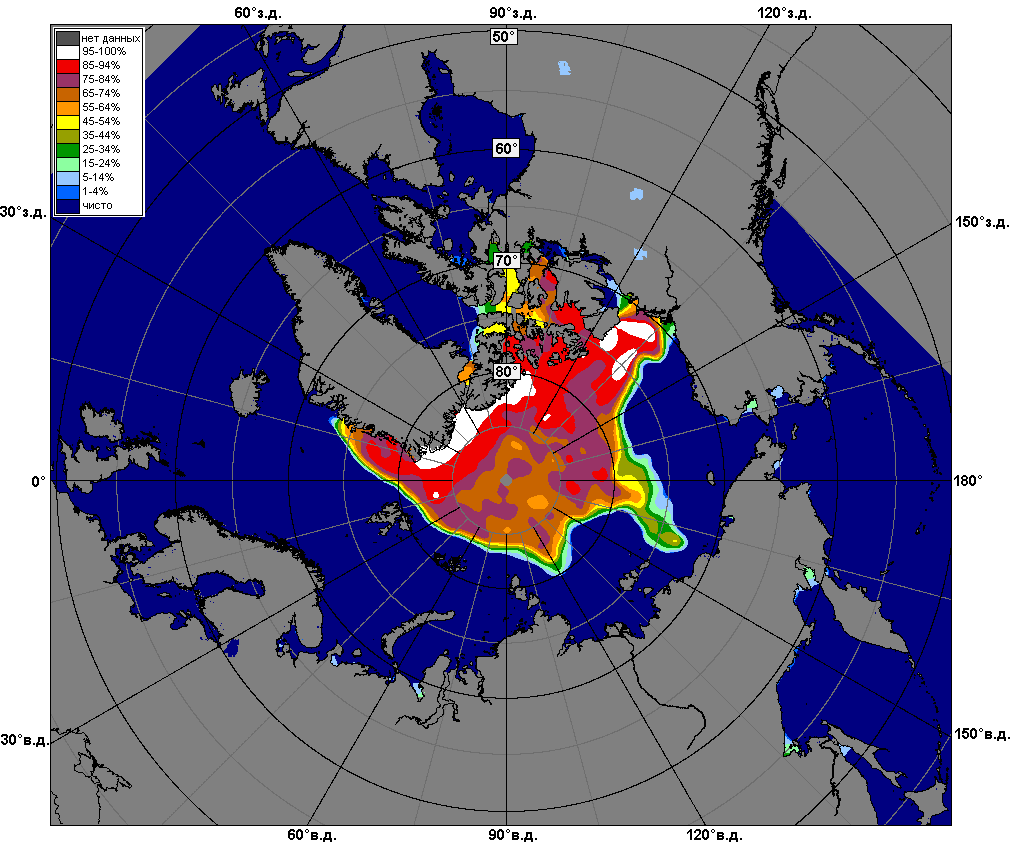 60°з.д.
90°з.д.
120°з.д.
нет данных
95-100%
85-94%
75-84%
65-74%
55-64%
45-54%
35-44%
25-34%
15-24%
5-14%
1-4%
чисто
50°
60°
30°з.д.
150°з.д.
70°
80°
0°
180°
30°в.д.
150°в.д.
60°в.д.
90°в.д.
120°в.д.